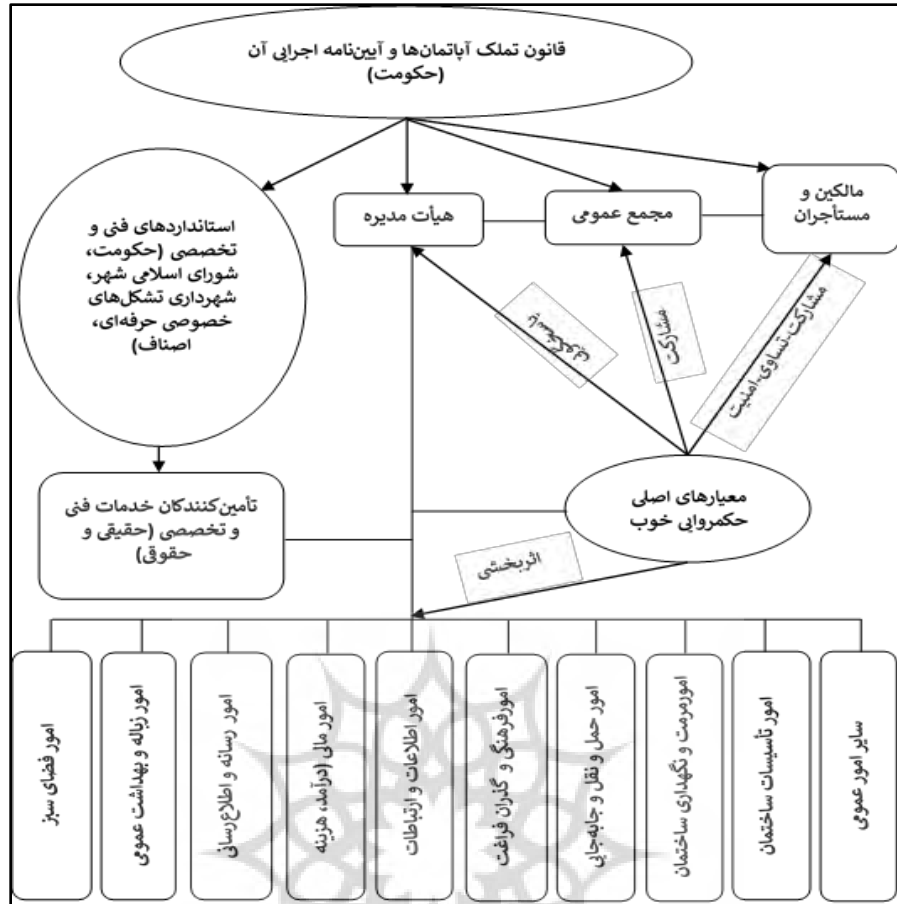 قانون تملک آپاتمان‌ها و آیین‌نامه اجرایی آن
(حکومت)
مالکین و
مستأجران
مجمع عمومی
هیأت مدیره
استانداردهای فنی و
تخصصی (حکومت،
شورای اسلامی شهر،
شهرداری تشکل‌های
خصوصی حرفه‌ای،
اصناف)
مشارکت-تساوی-امنیت
مشارکت
معیارهای اصلی
حکمروایی خوب
تأمین‌کنندگان خدمات فنی
و تخصصی (حقیقی و
حقوقی)
اثربخشی
سایر امور عمومی
امور تأسیسات ساختمان
امورمرمت و نگهداری ساختمان
امور حمل و نقل و جابه‌جایی
امورفرهنگی و گذران فراغت
امور اطلاعات و ارتباطات
امور مالی (درآمد، هزینه
امور رسانه و اطلاع‌رسانی
امور زباله و بهداشت عمومی
امور فضای سبز